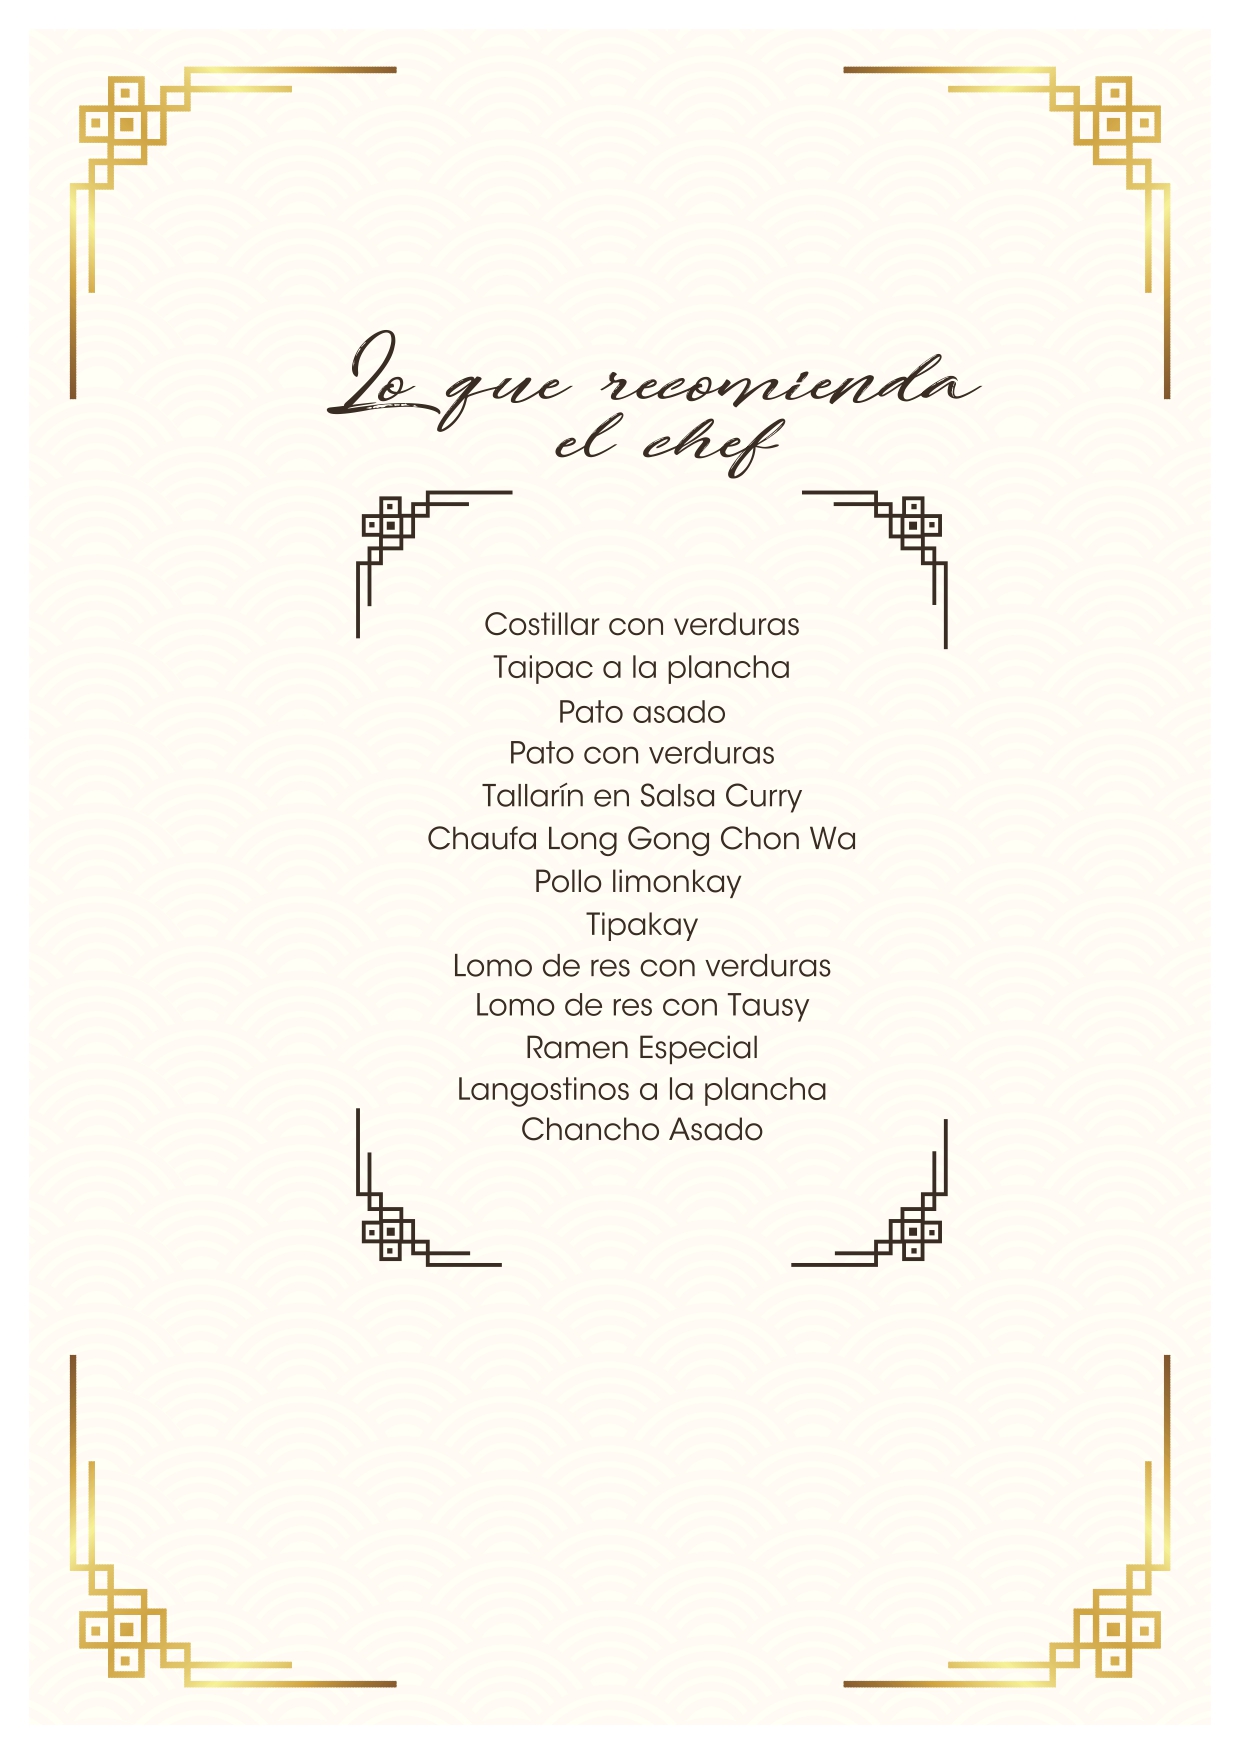 Lo que recomienda
el chef
Costillar con verduras
Taipac a la plancha
Pato asado
Pato con verduras
Tallarín en Salsa Curry
Chaufa Long Gong Chon Wa
Pollo limonkay
Tipakay
Lomo de res con verduras
Lomo de res con Tausy
Ramen Especial
Langostinos a la plancha
Chancho Asado